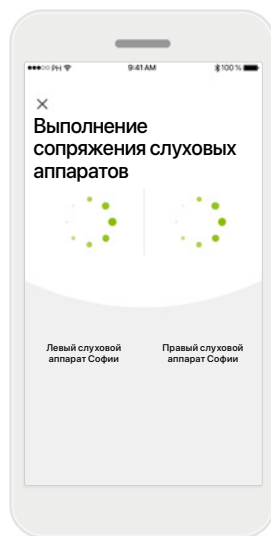 ●●●○○ PH 9:41 AM 100 %
Выполнение
сопряжения слуховых
аппаратов
Левый слуховой
аппарат Софии
Правый слуховой
аппарат Софии